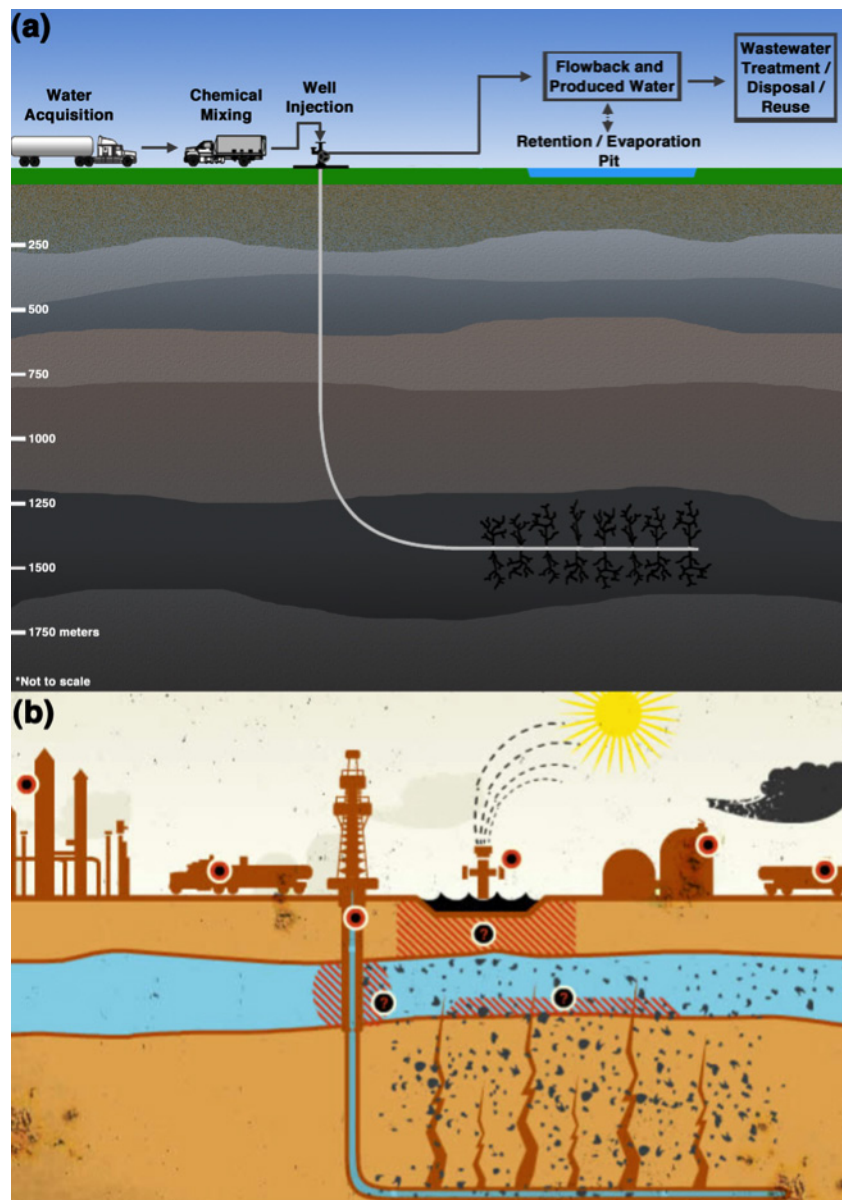 (a)
Water
Acquisition
Chemical
Mixing
Well
Injection
Flowback and
Produced Water
Wastewater
Treatment /
Disposal /
Reuse
Retention / Evaporation
Pit
250
500
750
1000
1250
1500
1750 meters
*Not to scale
(b)
?
?
?